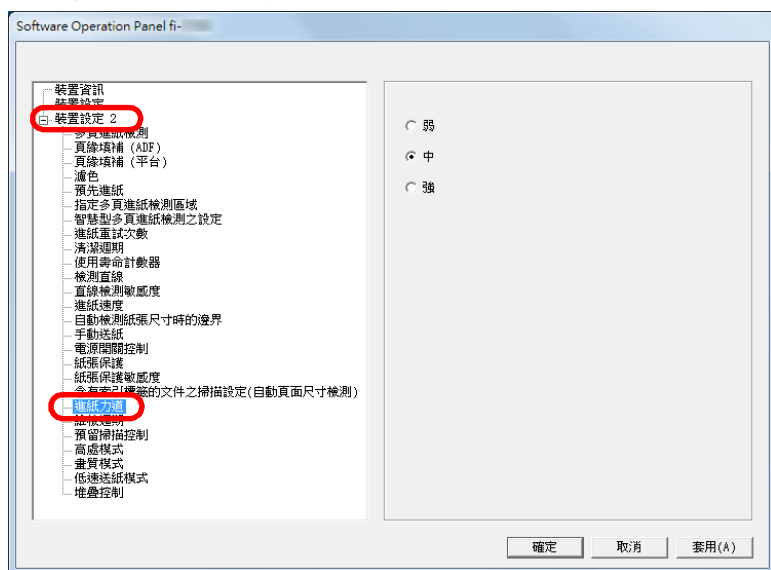 Software Operation Panel fi-
裝置資訊
裝置設定
裝置設定 2
多頁進紙檢測
頁緣填補 (ADF)
頁緣填補 (平台)
濾色
預先進紙
指定多頁進紙檢測區域
智慧型多頁進紙檢測之設定
進紙重試次數
清潔週期
使用壽命計數器
檢測直線
直線檢測敏感度
進紙速度
自動檢測紙張尺寸時的邊界
手動送紙
電源開關控制
紙張保護
紙張保護敏感度
含有索引標籤的文件之掃描設定(自動頁面尺寸檢測)
進紙力道
維檢週期
預留掃描控制
高處模式
畫質模式
低速送紙模式
堆疊控制
弱
中
強
確定 取消 套用(A)